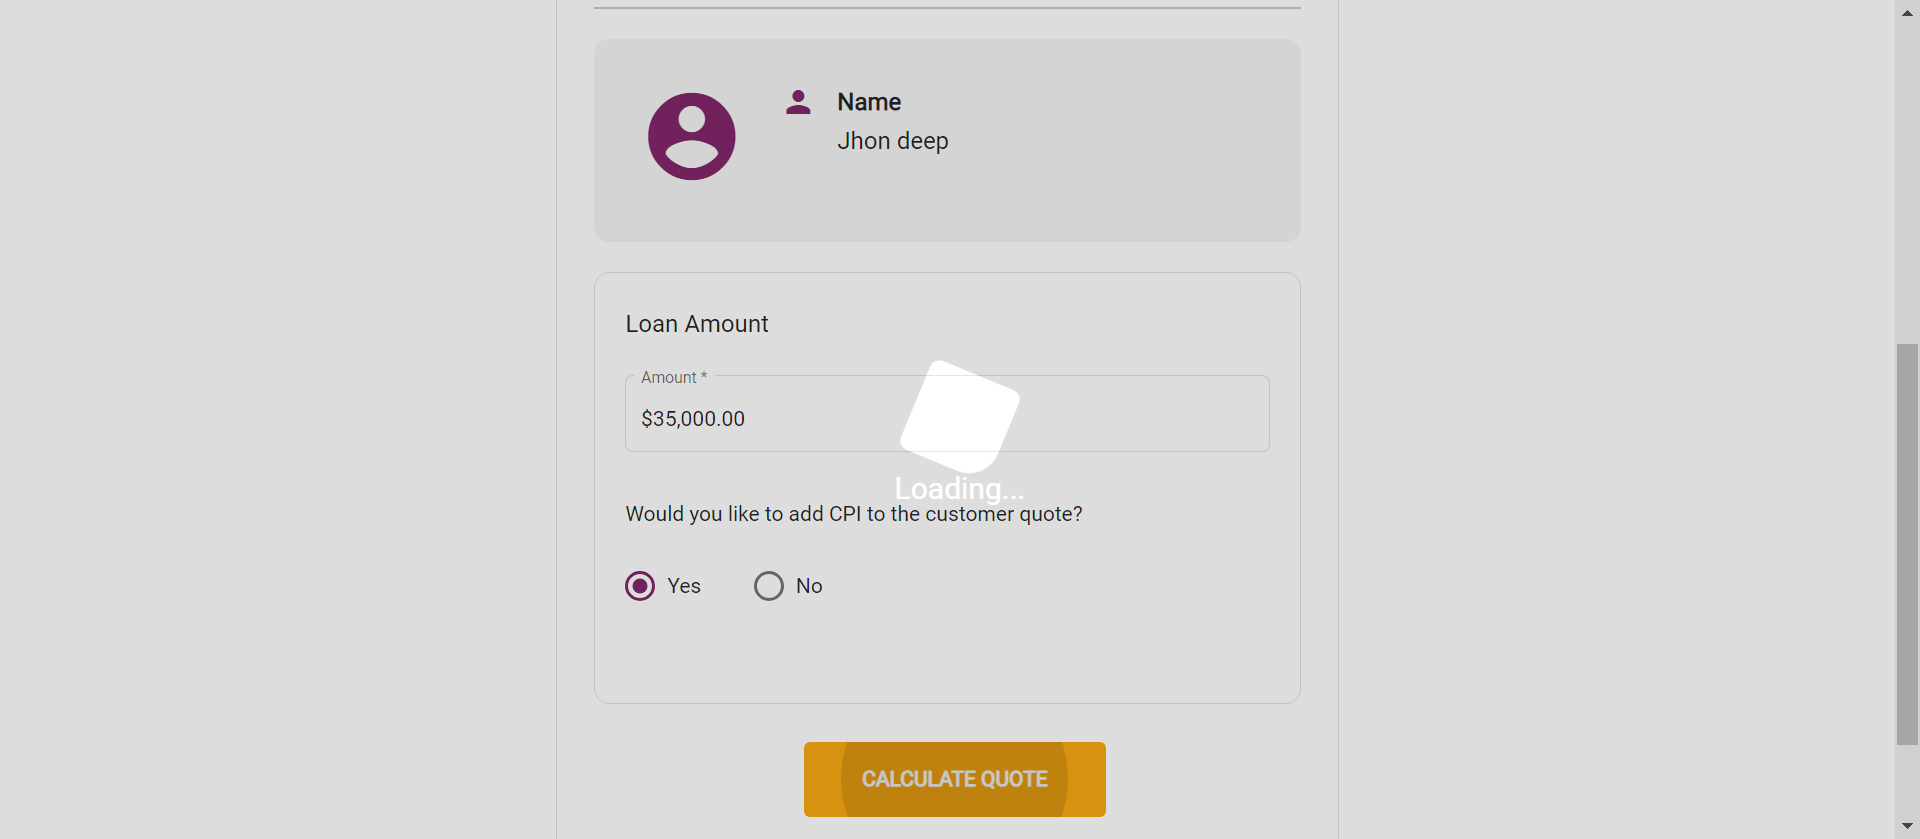 Name
Jhon deep
Loan Amount
Amount *
$35,000.00
Loading...
Would you like to add CPI to the customer quote?
Yes No
CALCULATE QUOTE